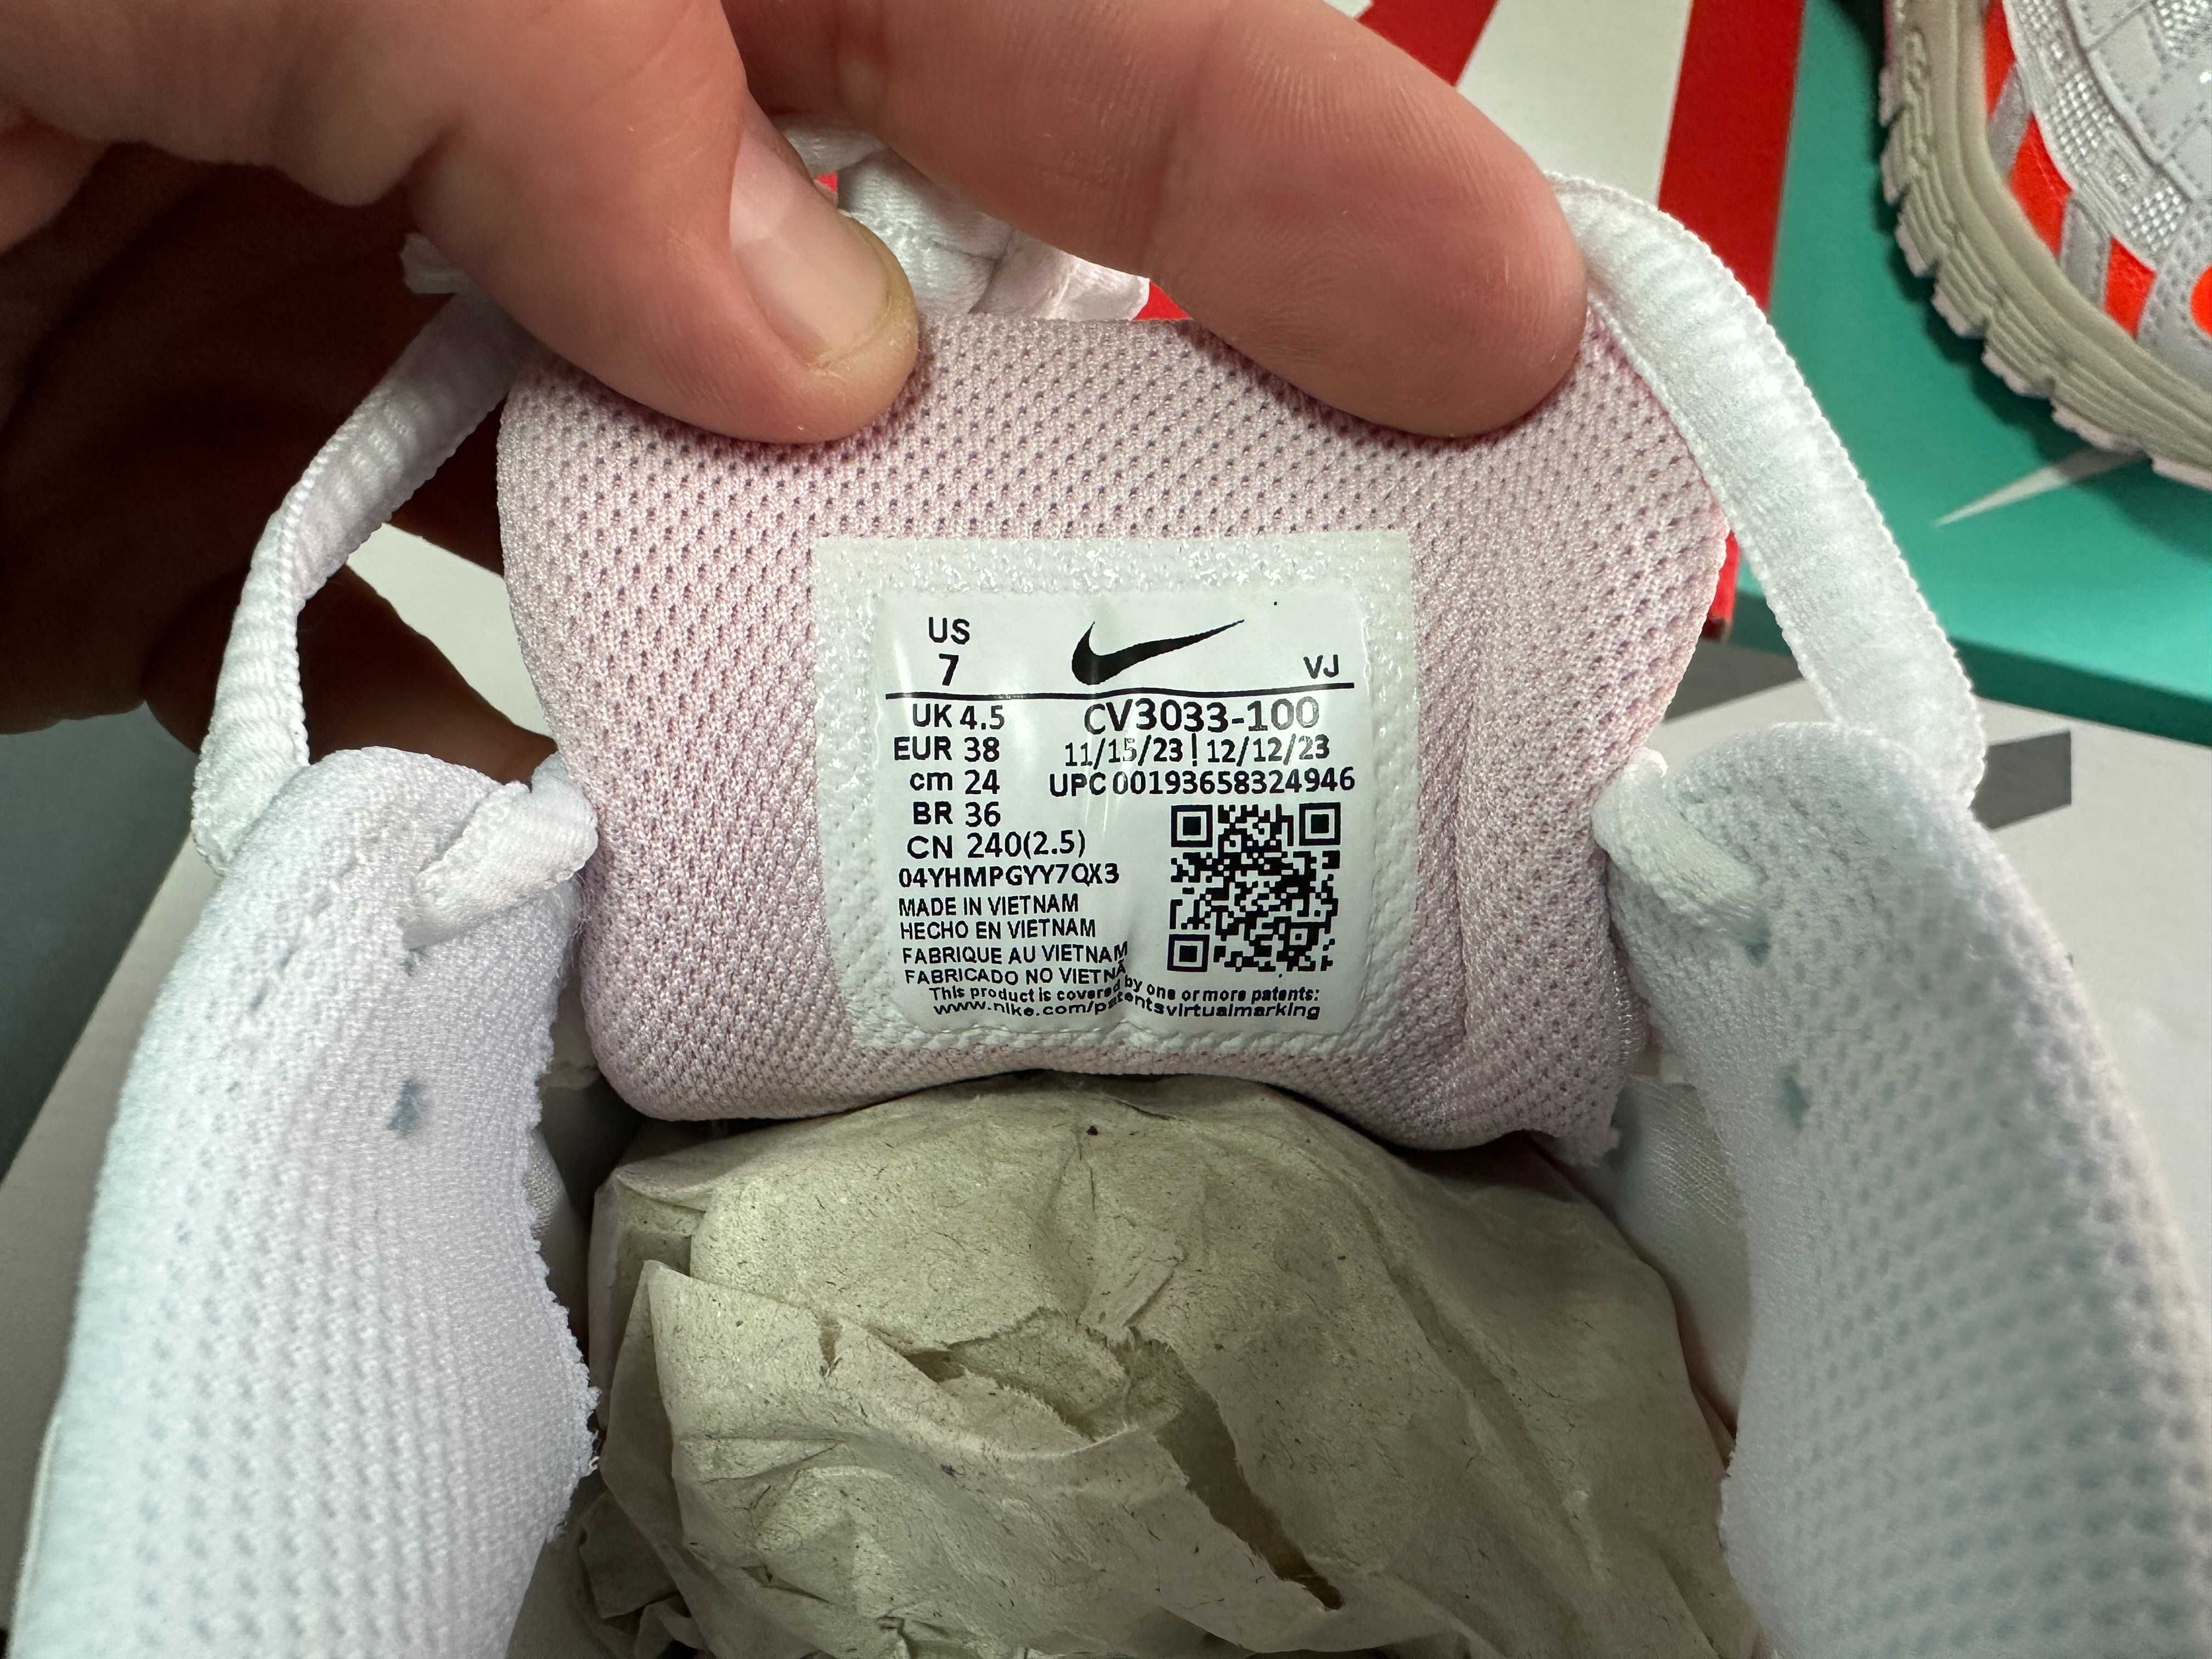 US
7
VJ
UK 4.5
CV3033-100
EUR 38
11/15/23 | 12/12/23
cm 24
UPC 00193658324946
BR 36
CN 240(2.5)
04YHMPGYY7QX3
MADE IN VIETNAM
HECHO EN VIETNAM
FABRIQUE AU VIETNAM
FABRICADO NO VIETNÃ
This product is covered by one or more patents:
www.nike.com/patentsvirtualmarking